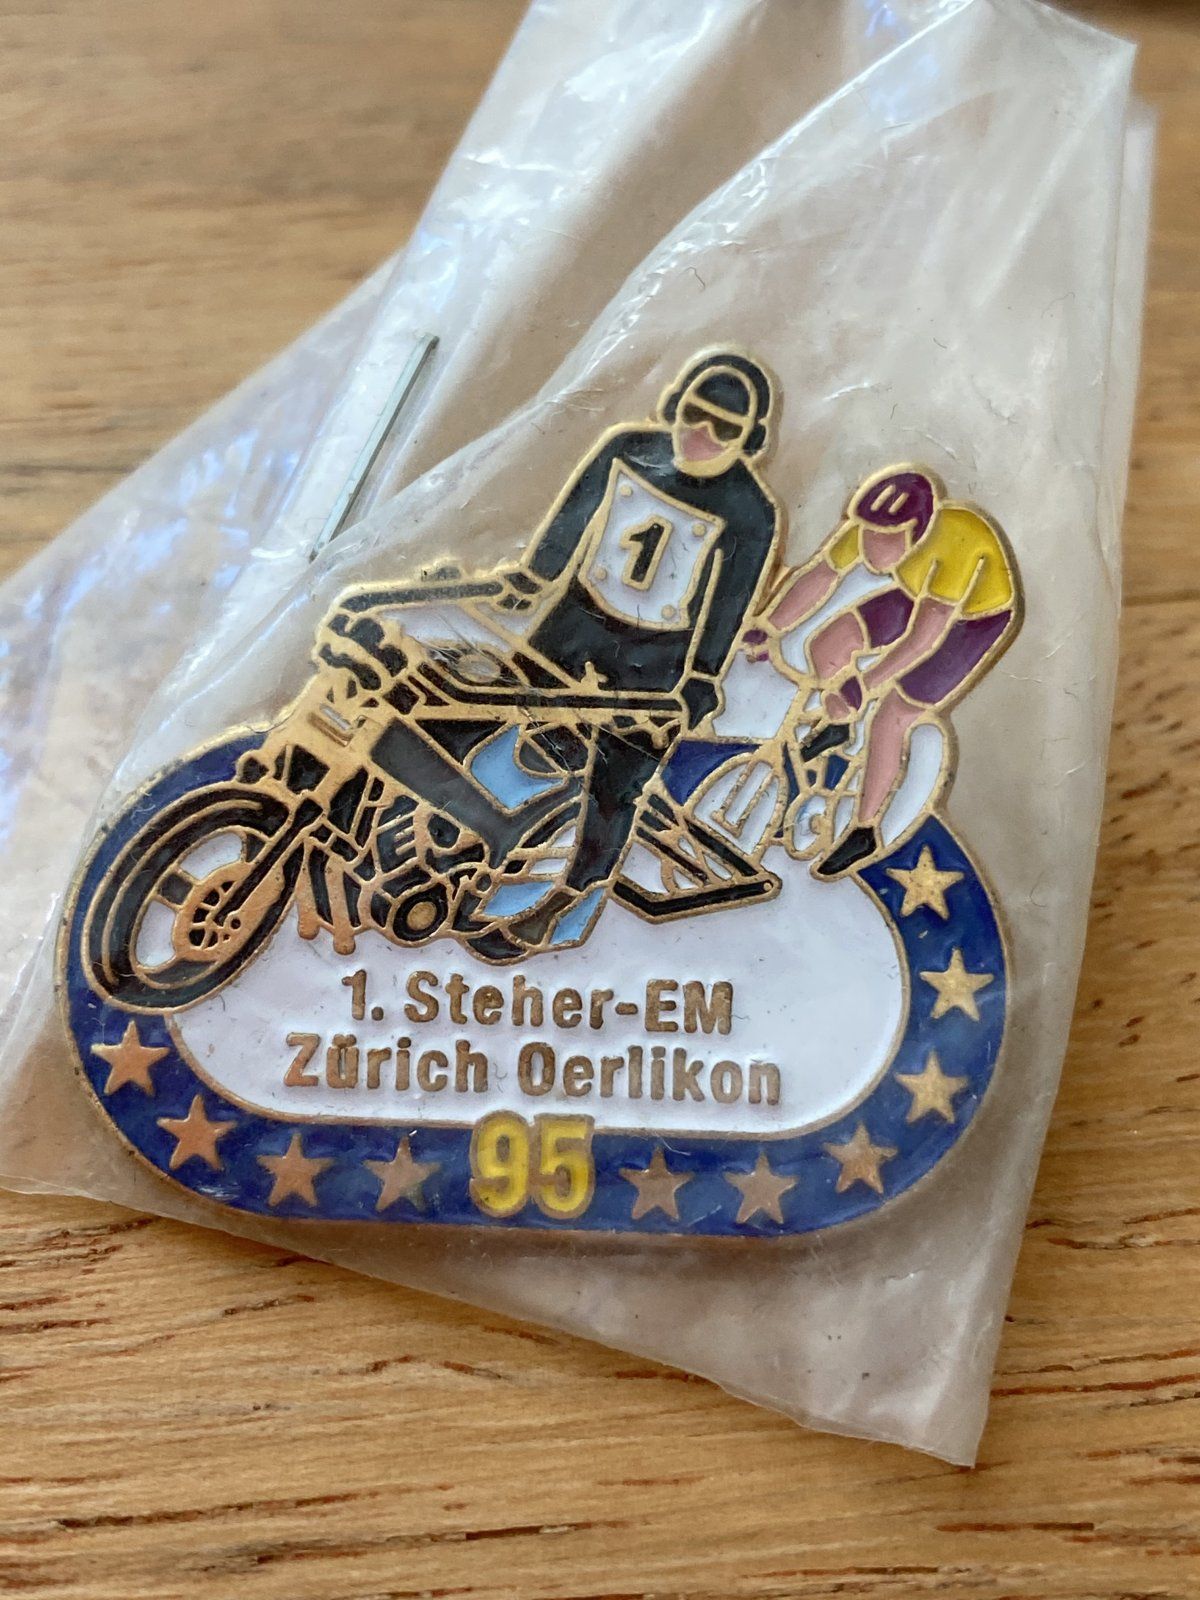 1
1. Steher-EM
Zürich Oerlikon
95